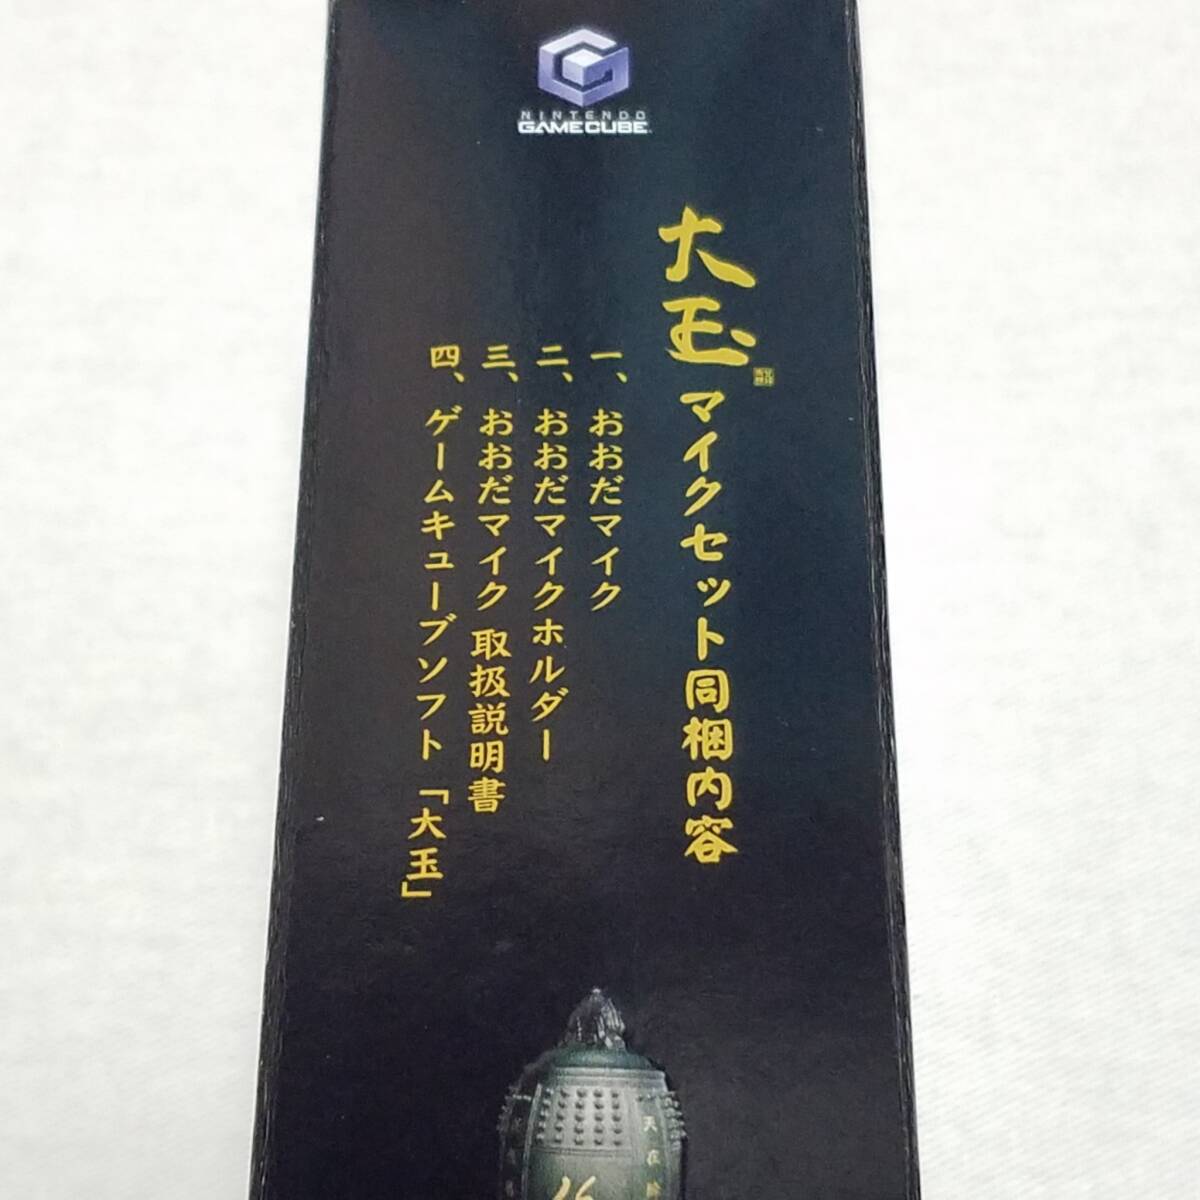 NINTENDO
GAMECUBE
大玉 マイクセット同梱内容
一、おおだマイク
二、おおだマイクホルダー
三、おおだマイク 取扱説明書
四、ゲームキューブソフト「大玉」
天在